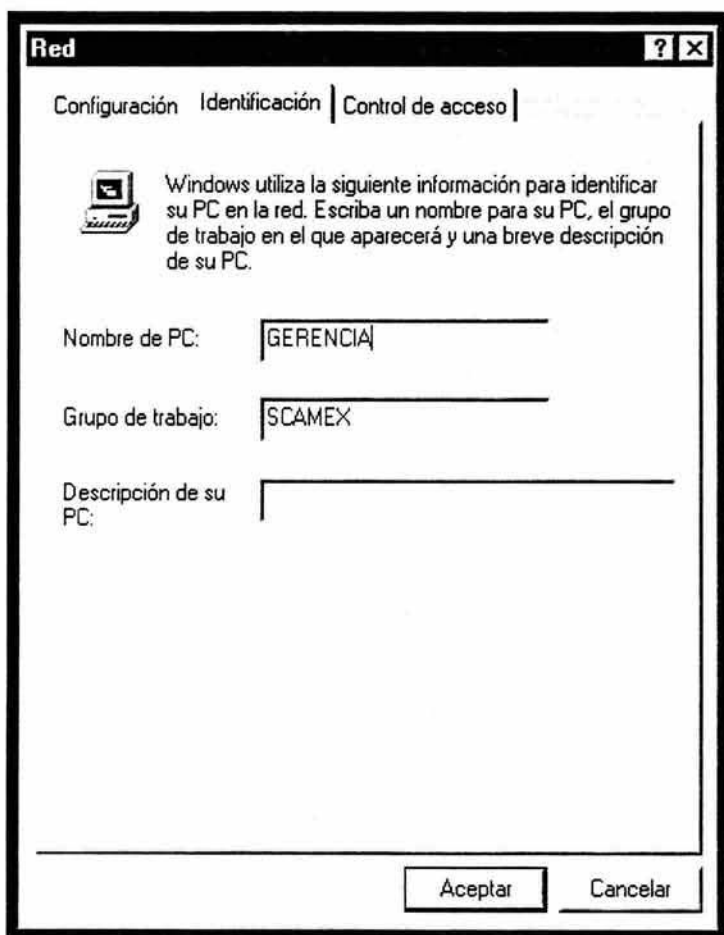 Red
Configuración Identificación Control de acceso
Windows utiliza la siguiente información para identificar
su PC en la red. Escriba un nombre para su PC, el grupo
de trabajo en el que aparecerá y una breve descripción
de su PC.
Nombre de PC: GERENCIA
Grupo de trabajo: SCAMEX
Descripción de su
PC:
Aceptar Cancelar